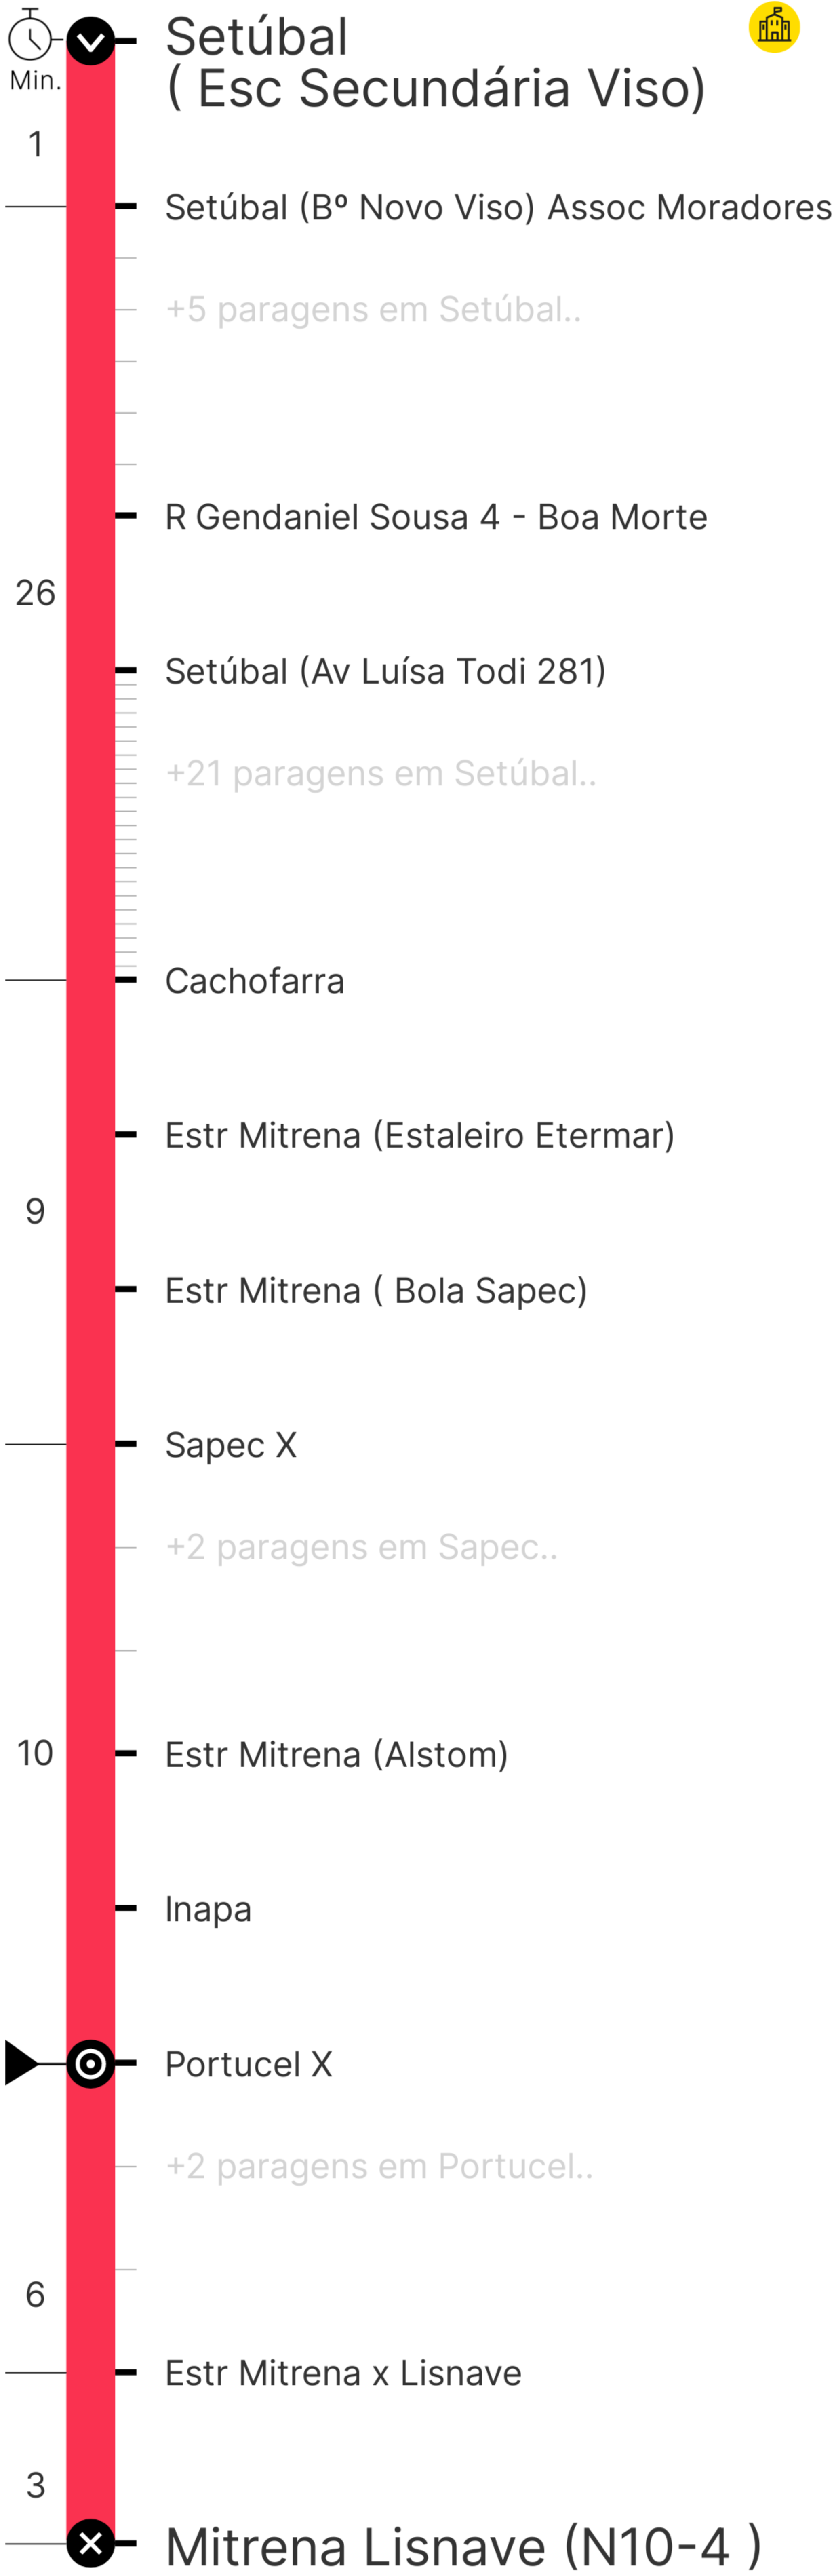 Setúbal
( Esc Secundária Viso)
Min.
1
Setúbal (Bº Novo Viso) Assoc Moradores
+5 paragens em Setúbal..
R Gendaniel Sousa 4 - Boa Morte
26
Setúbal (Av Luísa Todi 281)
+21 paragens em Setúbal..
Cachofarra
Estr Mitrena (Estaleiro Etermar)
9
Estr Mitrena ( Bola Sapec)
Sapec X
+2 paragens em Sapec..
10
Estr Mitrena (Alstom)
Inapa
Portucel X
+2 paragens em Portucel..
6
Estr Mitrena x Lisnave
3
Mitrena Lisnave (N10-4 )